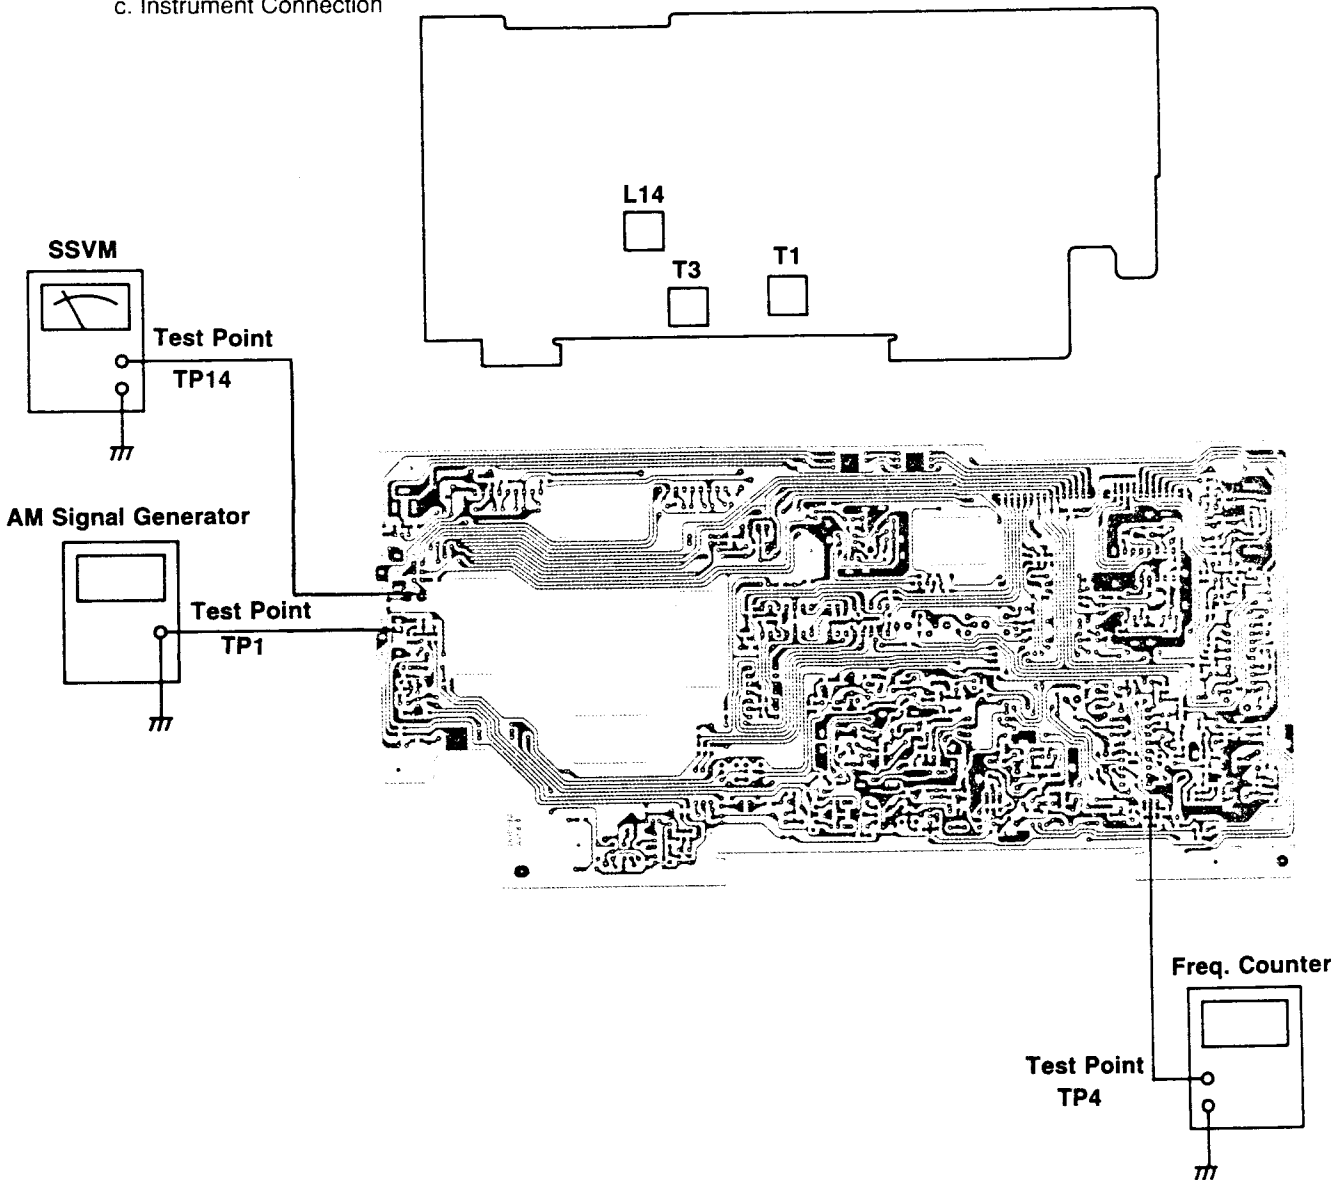 c. Instrument Connection
L14
T3
T1
SSVM
Test Point
TP14
AM Signal Generator
Test Point
TP1
Freq. Counter
Test Point
TP4